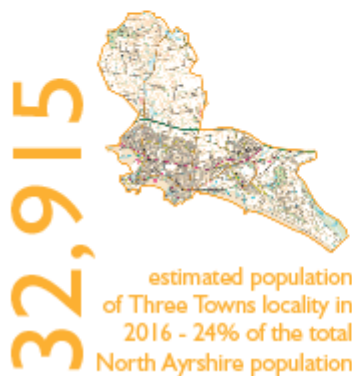 32,915
estimated population
of Three Towns locality in
2016 - 24% of the total
North Ayrshire population